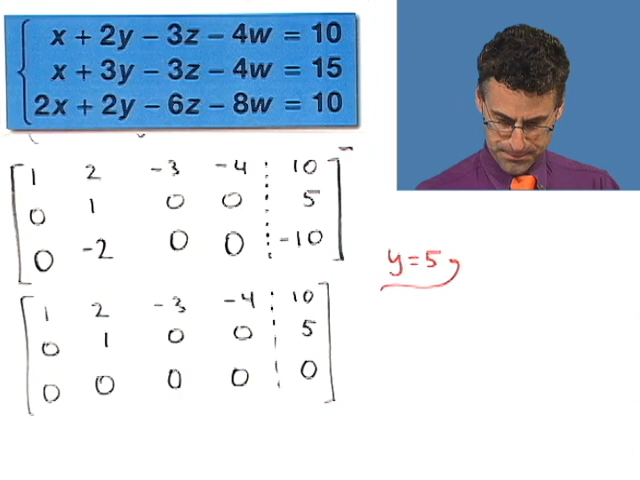 x + 2y − 3z − 4w = 10
x + 3y − 3z − 4w = 15
2x + 2y − 6z − 8w = 10
1 2 -3 -4 10
0 1 0 0 5
0 -2 0 0 -10
y = 5,
1 2 -3 -4 10
0 1 0 0 5
0 0 0 0 0